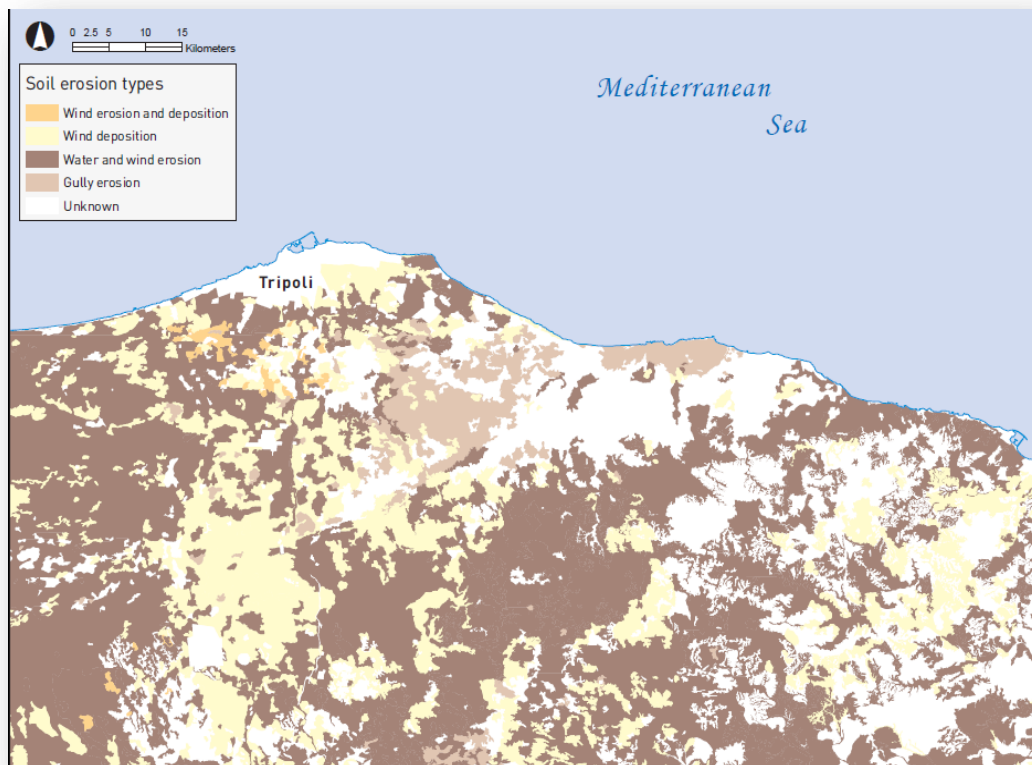 0 2.5 5 10 15
Kilometers
Soil erosion types
Wind erosion and deposition
Wind deposition
Water and wind erosion
Gully erosion
Unknown
Mediterranean
Sea
Tripoli